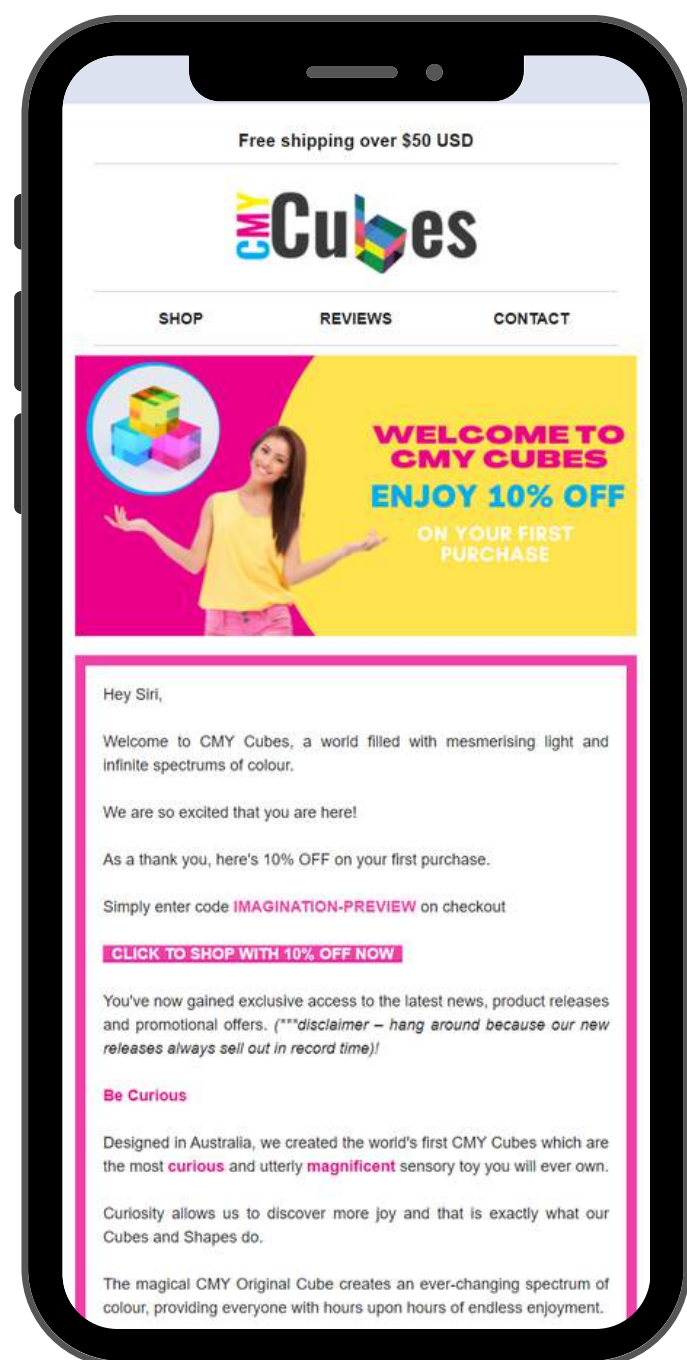 Free shipping over $50 USD
CMY Cubes
SHOP REVIEWS CONTACT
WELCOME TO
CMY CUBES
ENJOY 10% OFF
ON YOUR FIRST
PURCHASE
Hey Siri,
Welcome to CMY Cubes, a world filled with mesmerising light and
infinite spectrums of colour.
We are so excited that you are here!
As a thank you, here's 10% OFF on your first purchase.
Simply enter code IMAGINATION-PREVIEW on checkout
CLICK TO SHOP WITH 10% OFF NOW
You've now gained exclusive access to the latest news, product releases
and promotional offers. (***disclaimer – hang around because our new
releases always sell out in record time)!
Be Curious
Designed in Australia, we created the world's first CMY Cubes which are
the most curious and utterly magnificent sensory toy you will ever own.
Curiosity allows us to discover more joy and that is exactly what our
Cubes and Shapes do.
The magical CMY Original Cube creates an ever-changing spectrum of
colour, providing everyone with hours upon hours of endless enjoyment.